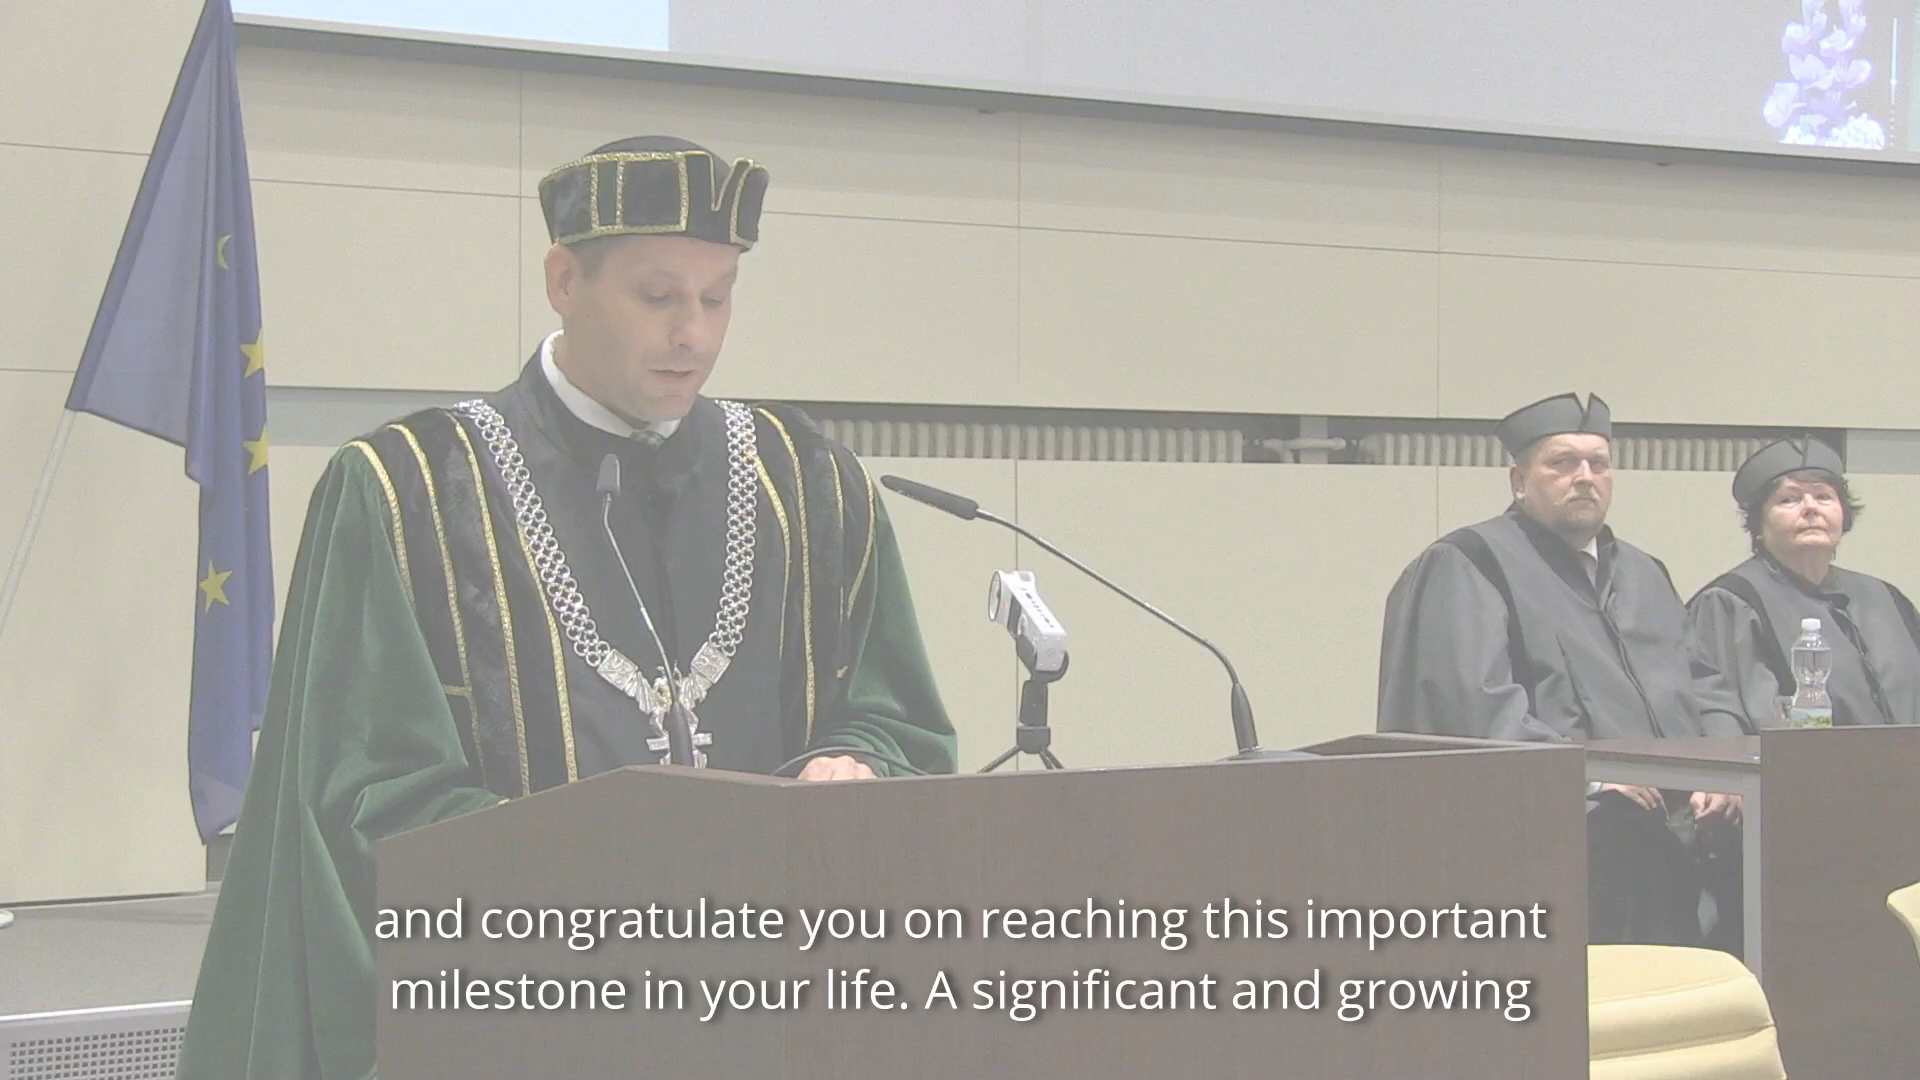 and congratulate you on reaching this important
milestone in your life. A significant and growing